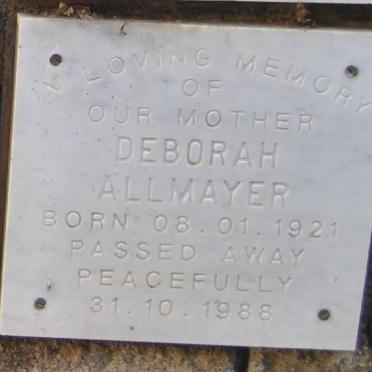 IN LOVING MEMORY
OF
OUR MOTHER
DEBORAH
ALLMAYER
BORN 08.01.1921
PASSED AWAY
PEACEFULLY
31.10.1988